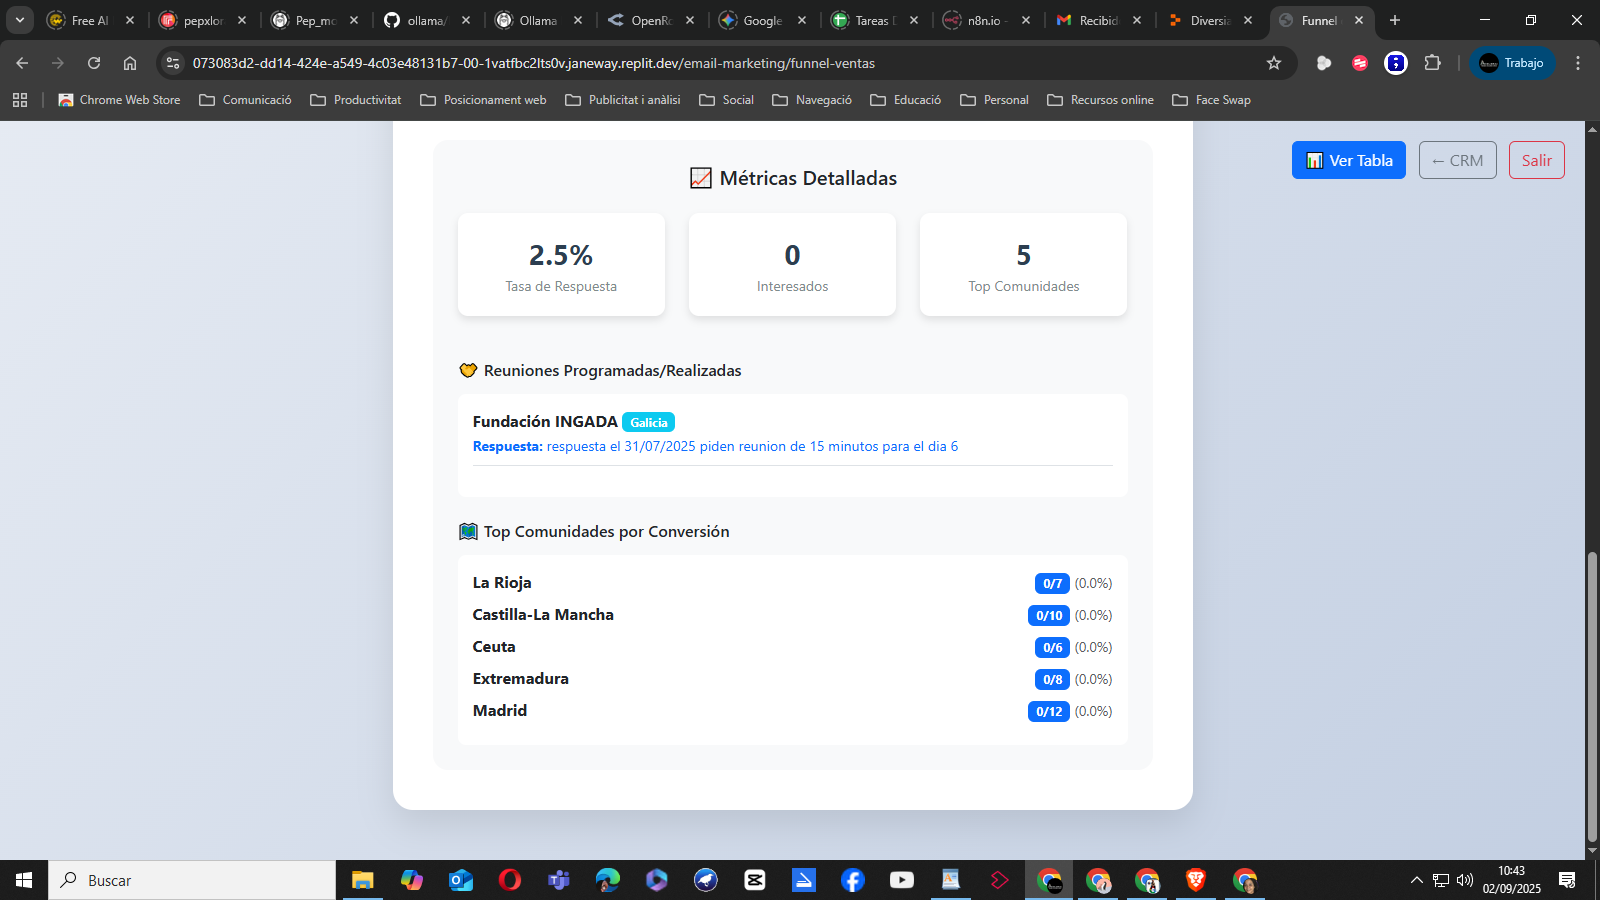 Free AI
pepxlor
Pep_mo
ollama/
Ollama
OpenRo
Google
Tareas D
n8n.io -
Recibid
Diversia
Funnel
073083d2-dd14-424e-a549-4c03e48131b7-00-1vatfbc2lts0v.janeway.replit.dev/email-marketing/funnel-ventas
Trabajo
Chrome Web Store
Comunicació
Productivitat
Posicionament web
Publicitat i anàlisi
Social
Navegació
Educació
Personal
Recursos online
Face Swap
Ver Tabla
← CRM
Salir
Métricas Detalladas
2.5%
Tasa de Respuesta
0
Interesados
5
Top Comunidades
Reuniones Programadas/Realizadas
Fundación INGADA Galicia
Respuesta: respuesta el 31/07/2025 piden reunion de 15 minutos para el dia 6
Top Comunidades por Conversión
La Rioja 0/7 (0.0%)
Castilla-La Mancha 0/10 (0.0%)
Ceuta 0/6 (0.0%)
Extremadura 0/8 (0.0%)
Madrid 0/12 (0.0%)
Buscar
10:43
02/09/2025